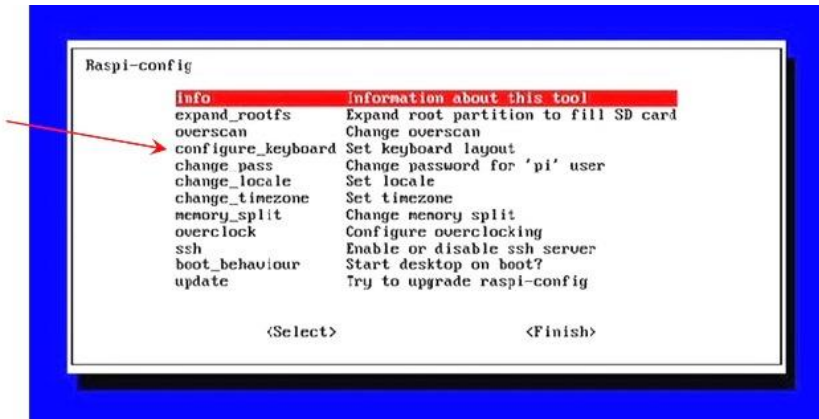 Raspi-config
info Information about this tool
expand_rootfs Expand root partition to fill SD card
overscan Change overscan
configure_keyboard Set keyboard layout
change_pass Change password for 'pi' user
change_locale Set locale
change_timezone Set timezone
memory_split Change memory split
overclock Configure overclocking
ssh Enable or disable ssh server
boot_behaviour Start desktop on boot?
update Try to upgrade raspi-config
<Select> <Finish>